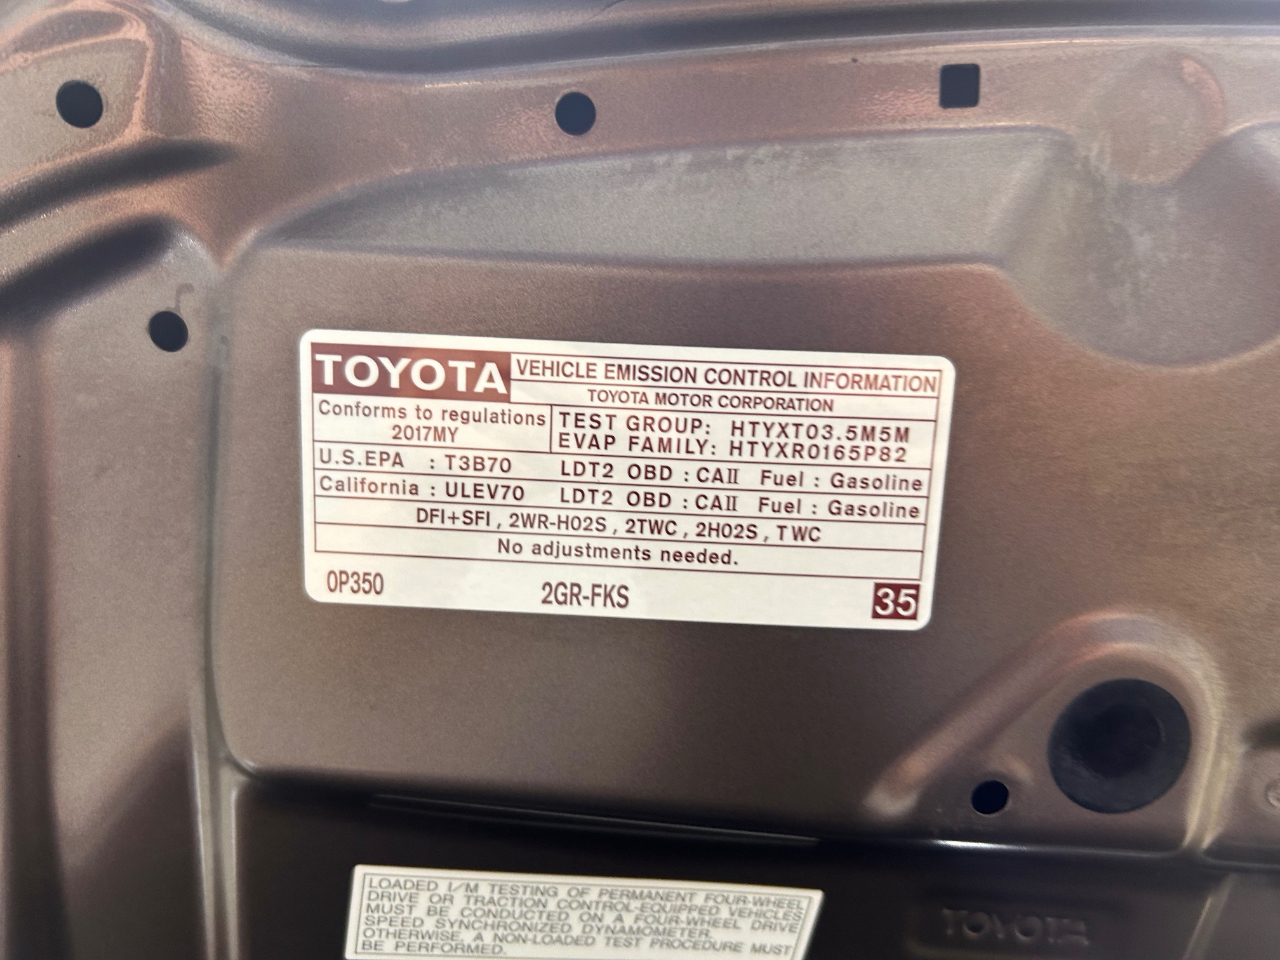 TOYOTA
VEHICLE EMISSION CONTROL INFORMATION
TOYOTA MOTOR CORPORATION
Conforms to regulations
2017MY
TEST GROUP: HTYXT03.5M5M
EVAP FAMILY: HTYXR0165P82
U.S.EPA : T3B70 LDT2 OBD : CAII Fuel : Gasoline
California : ULEV70 LDT2 OBD : CAII Fuel : Gasoline
DFI+SFI , 2WR-HO2S , 2TWC , 2HO2S , TWC
No adjustments needed.
0P350 2GR-FKS 35
LOADED I/M TESTING OF PERMANENT FOUR-WHEEL
DRIVE OR TRACTION CONTROL-EQUIPPED VEHICLES
MUST BE CONDUCTED ON A FOUR-WHEEL DRIVE
SPEED SYNCHRONIZED DYNAMOMETER.
OTHERWISE, A NON-LOADED TEST PROCEDURE MUST
BE PERFORMED.
TOYOTA